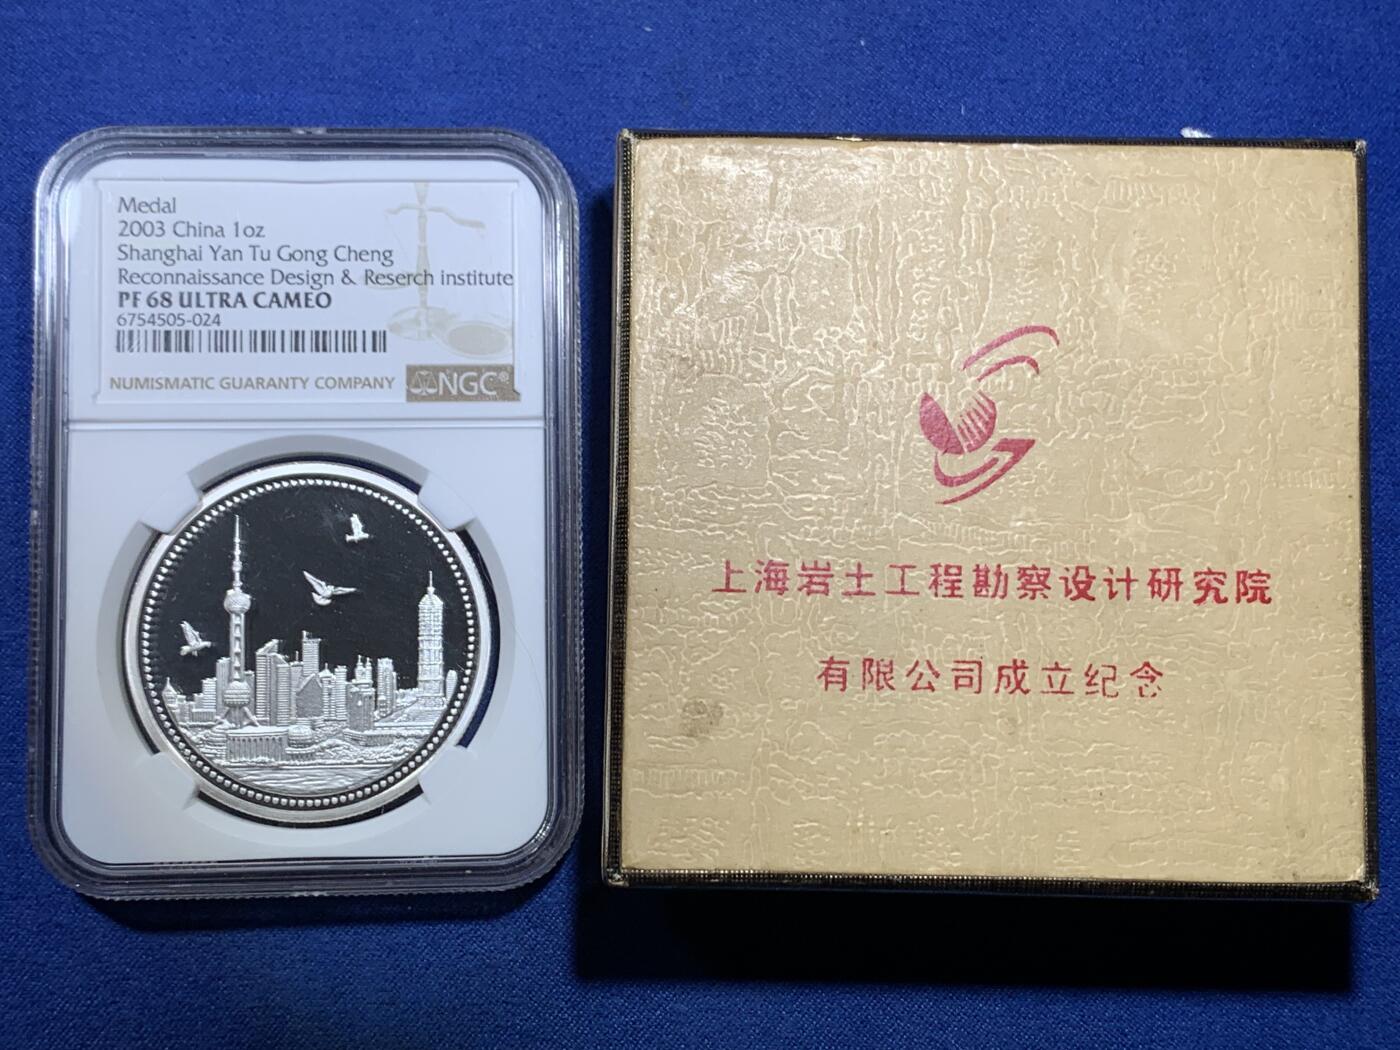 Medal
2003 China 1oz
Shanghai Yan Tu Gong Cheng
Reconnaissance Design & Reserch institute
PF 68 ULTRA CAMEO
6754505-024
NUMISMATIC GUARANTY COMPANY
NGC®
上海岩土工程勘察设计研究院
有限公司成立纪念